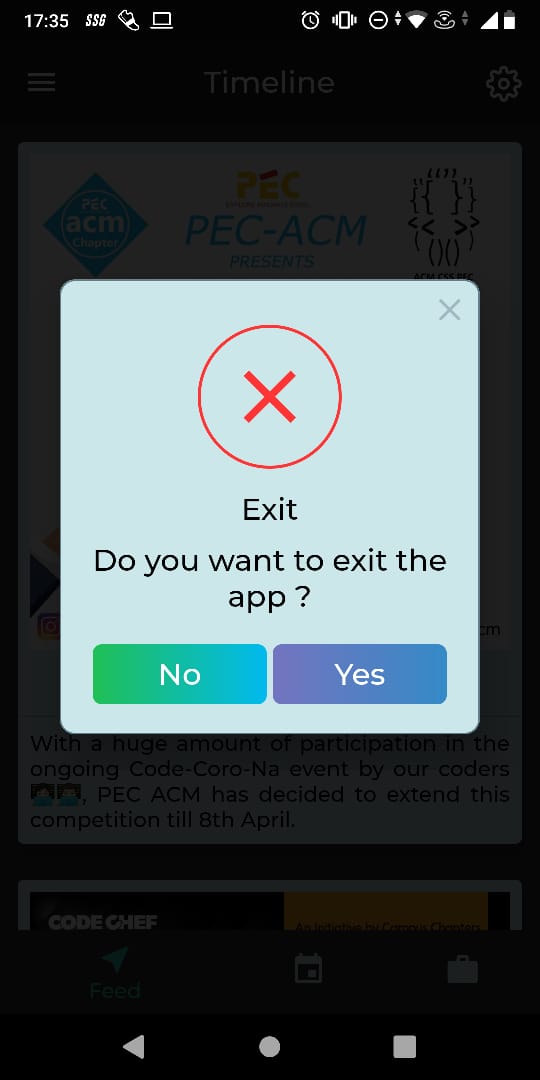 17:35 SSG
Timeline
PEC
acm
Chapter
PEC
PEC-ACM
PRESENTS
ACM CSS PEC
Exit
Do you want to exit the
app ?
No Yes
cm
With a huge amount of participation in the
ongoing Code-Coro-Na event by our coders
👩🏻‍💻👨🏻‍💻, PEC ACM has decided to extend this
competition till 8th April.
CODE CHEF
An Initiative by Campus Chapters
Feed